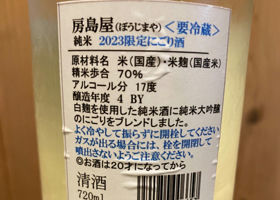 房島屋(ぼうじまや)<要冷蔵>
純米 2023限定にごり酒
原材料名 米(国産)・米麹(国産米)
精米歩合 70%
アルコール分 17度
醸造年度 4 BY
白麹を使用した純米酒に純米大吟醸
のにごりをブレンドしました。
よく冷やして振らずに開栓してください
ガスが出る場合には、栓を開閉して
噴出さないようご注意ください。
◎お酒は20才になってから
清酒
720ml